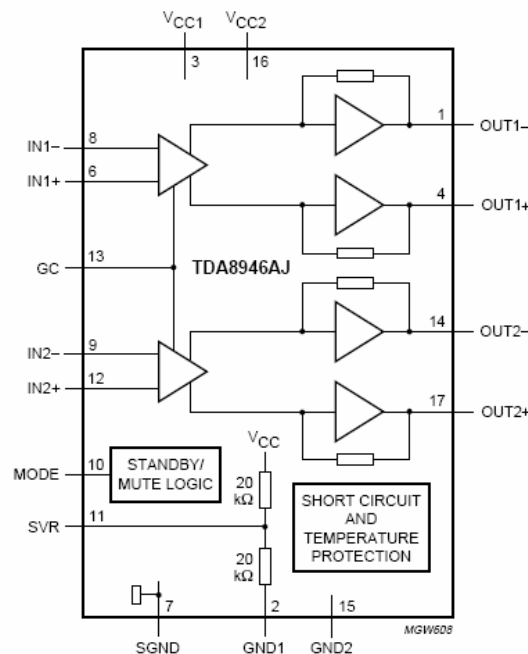 VCC1 VCC2
3 16
1 OUT1–
IN1– 8
IN1+ 6
4 OUT1+
GC 13
TDA8946AJ
14 OUT2–
IN2– 9
IN2+ 12
17 OUT2+
VCC
MODE 10
STANDBY/
MUTE LOGIC
20
kΩ
SHORT CIRCUIT
AND
TEMPERATURE
PROTECTION
SVR 11
20
kΩ
7 2 15
MGW608
SGND GND1 GND2